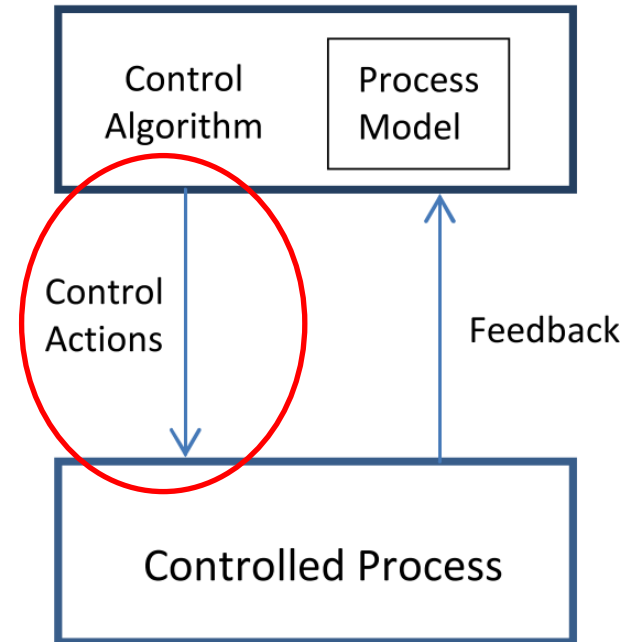 Control
Algorithm
Process
Model
Control
Actions
Feedback
Controlled Process